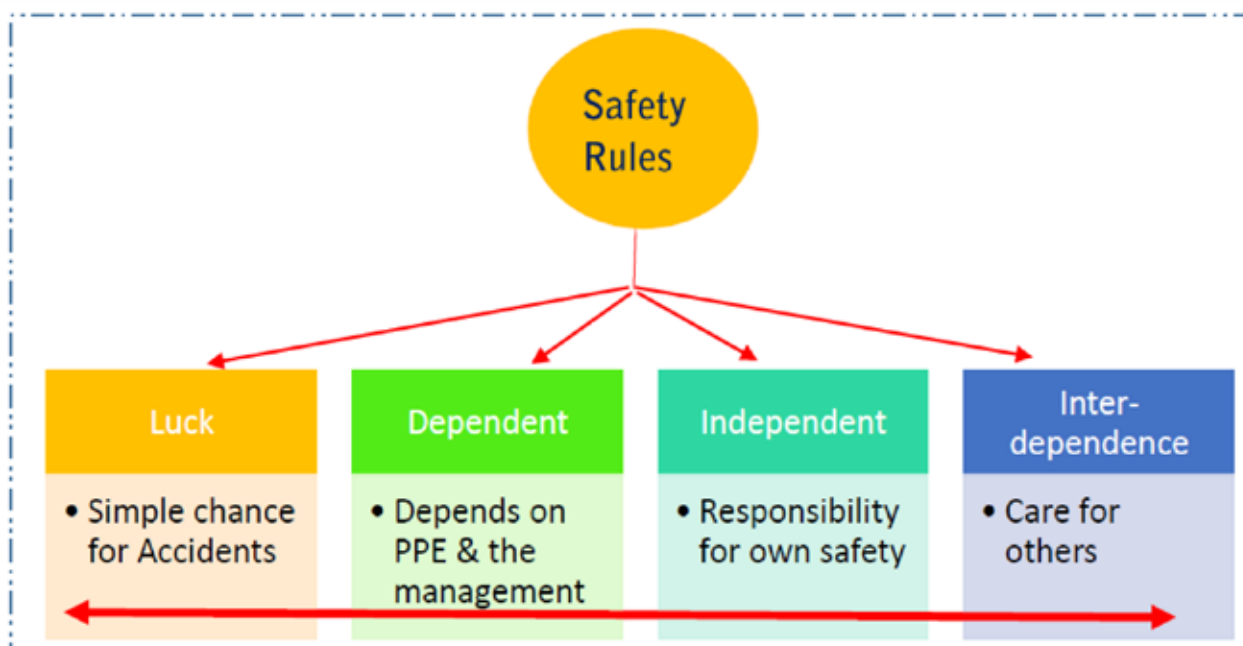 Safety
Rules
Luck
• Simple chance
for Accidents
Dependent
• Depends on
PPE & the
management
Independent
• Responsibility
for own safety
Inter-
dependence
• Care for
others